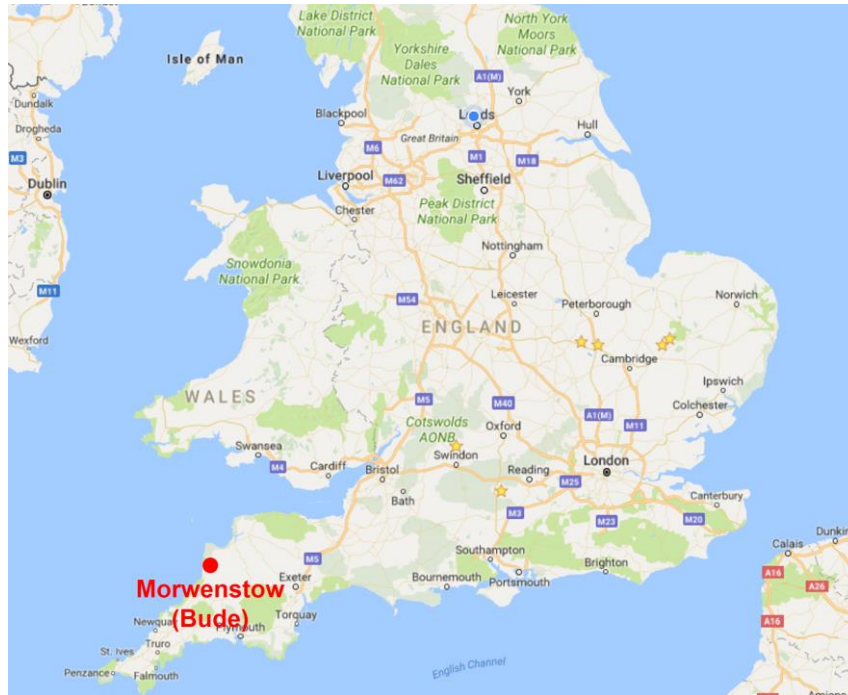 Lake District
National Park
North York
Moors
National Park
Isle of Man
Yorkshire
Dales
National Park
A1(M)
York
Dundalk
Drogheda
Blackpool
Leeds
Great Britain
Hull
M6
M1
M18
M3
Liverpool
M62
Sheffield
Dublin
Peak District
National Park
Chester
Nottingham
Snowdonia
National Park
M11
M54
Leicester
Peterborough
Norwich
Wexford
ENGLAND
Cambridge
WALES
M5
M40
Ipswich
A1(M)
M11
Colchester
Cotswolds
AONB
Oxford
Swansea
Swindon
London
M4
Cardiff
Bristol
Reading
M25
Bath
M3
Canterbury
M23
M20
Calais
Dunkir
Southampton
M5
Brighton
A16
A26
Morwenstow
(Bude)
Exeter
Bournemouth
Portsmouth
Torquay
Newquay
Plymouth
A16
St. Ives
Truro
Penzance
Falmouth
English Channel
Amiens